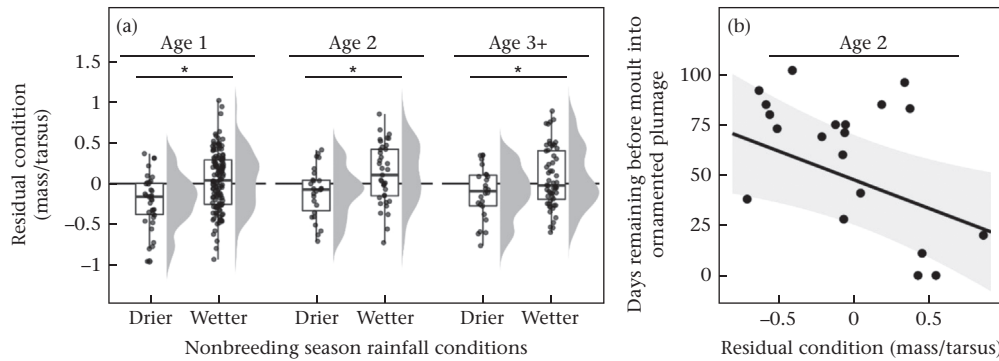 (a)
Age 1
Age 2
Age 3+
*
*
*
1.5
1
0.5
0
−0.5
−1
Residual condition
(mass/tarsus)
Drier
Wetter
Drier
Wetter
Drier
Wetter
Nonbreeding season rainfall conditions
(b)
Age 2
100
75
50
25
0
Days remaining before moult into
ornamented plumage
−0.5
0
0.5
Residual condition (mass/tarsus)